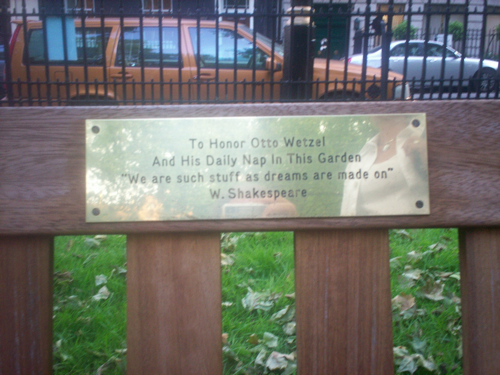 To Honor Otto Wetzel
And His Daily Nap In This Garden
"We are such stuff as dreams are made on"
W. Shakespeare